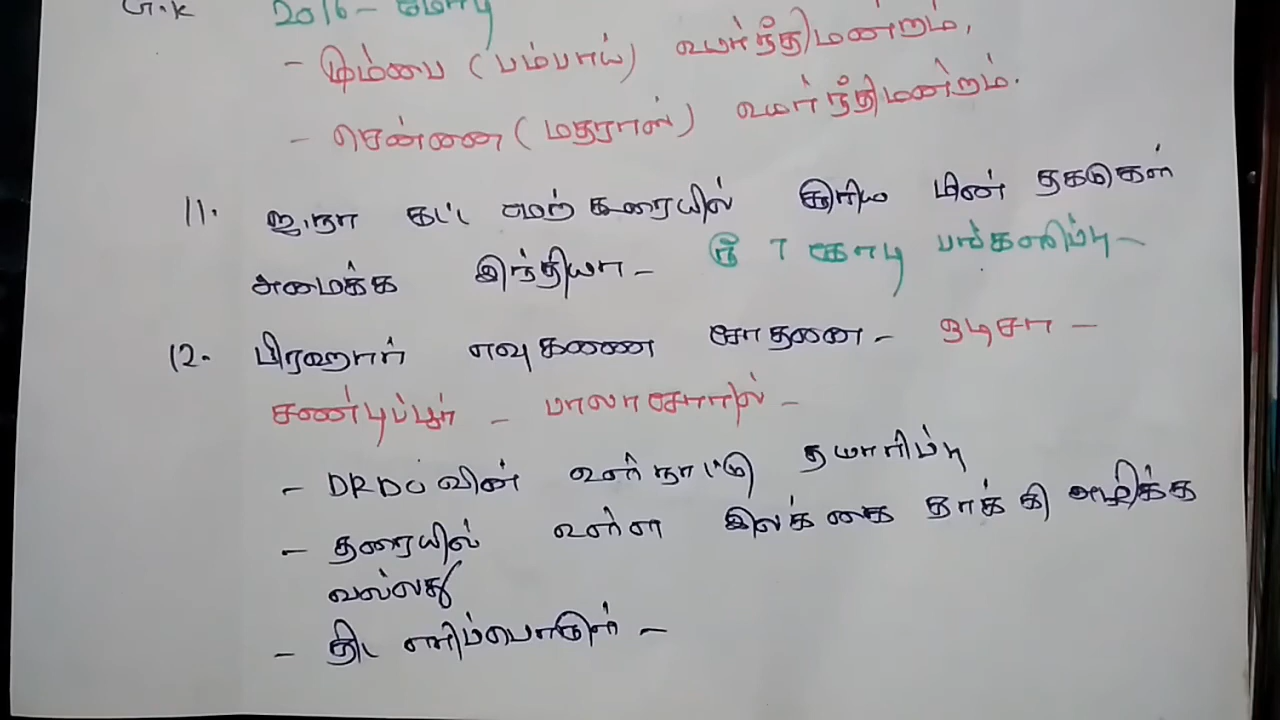 G.K 2016 - மோடி
- மும்பை (பம்பாய்) உயர்நீதிமன்றம்,
- சென்னை (மதராஸ்) உயர்நீதிமன்றம்.
11. ஐ.நா கட்ட மேற்கூரையில் சூரிய மின் தகடுகள்
அமைக்க இந்தியா - ரூ 7 கோடி பங்களிப்பு -
12. பிரஹார் ஏவுகணை சோதனை - ஒடிசா -
சண்டிப்பூர் - பாலாசோரில் -
- DRDO வின் உள்நாட்டு தயாரிப்பு
- தரையில் உள்ள இலக்கை தாக்கி அழிக்க
வல்லது
- திட எரிப்பொருள் -